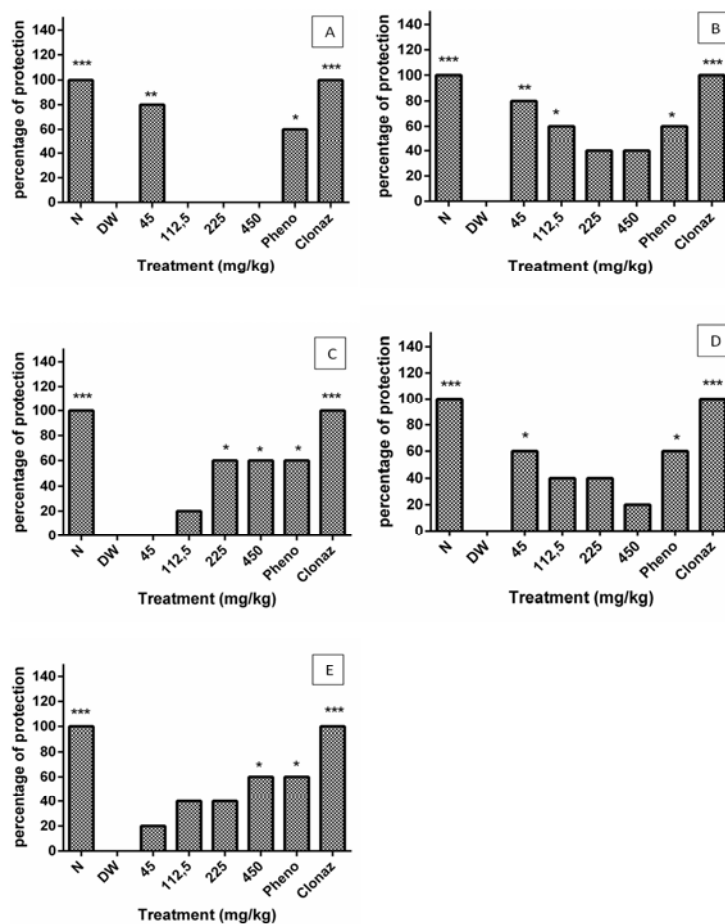 A
percentage of protection
140
120
100
80
60
40
20
0
***
**
*
***
N
DW
45
112,5
225
450
Pheno
Clonaz
Treatment (mg/kg)
B
percentage of protection
140
120
100
80
60
40
20
0
***
**
*
*
***
N
DW
45
112,5
225
450
Pheno
Clonaz
Treatment (mg/kg)
C
percentage of protection
140
120
100
80
60
40
20
0
***
*
*
*
***
N
DW
45
112,5
225
450
Pheno
Clonaz
Treatment (mg/kg)
D
percentage of protection
140
120
100
80
60
40
20
0
***
*
*
***
N
DW
45
112,5
225
450
Pheno
Clonaz
Treatment (mg/kg)
E
percentage of protection
140
120
100
80
60
40
20
0
***
*
*
***
N
DW
45
112,5
225
450
Pheno
Clonaz
Treatment (mg/kg)